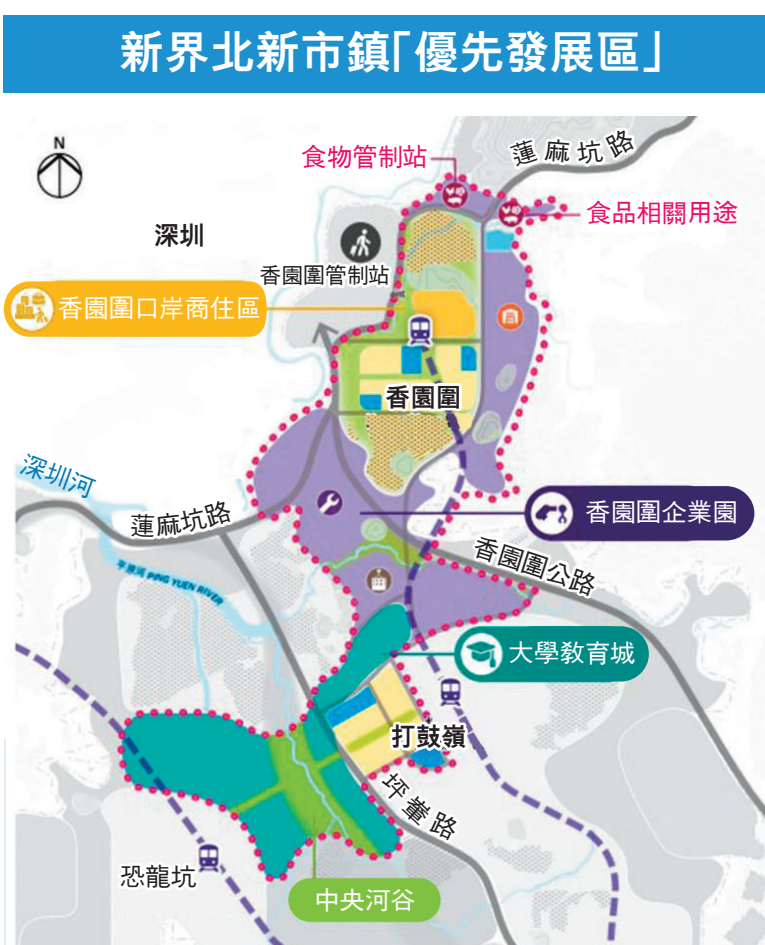 新界北新市鎮「優先發展區」
N
食物管制站
蓮麻坑路
食品相關用途
深圳
香園圍管制站
香園圍口岸商住區
香園圍
深圳河
蓮麻坑路
香園圍企業園
香園圍公路
平原河 PING YUEN RIVER
大學教育城
打鼓嶺
坪輋路
恐龍坑
中央河谷